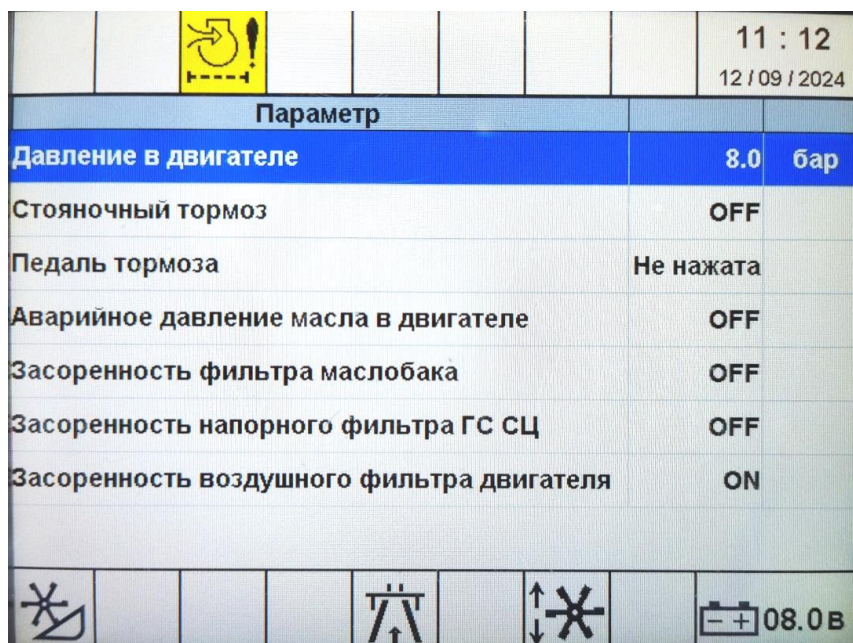 11 : 12
12 / 09 / 2024
Параметр
Давление в двигателе 8.0 бар
Стояночный тормоз OFF
Педаль тормоза Не нажата
Аварийное давление масла в двигателе OFF
Засоренность фильтра маслобака OFF
Засоренность напорного фильтра ГС СЦ OFF
Засоренность воздушного фильтра двигателя ON
08.0 В